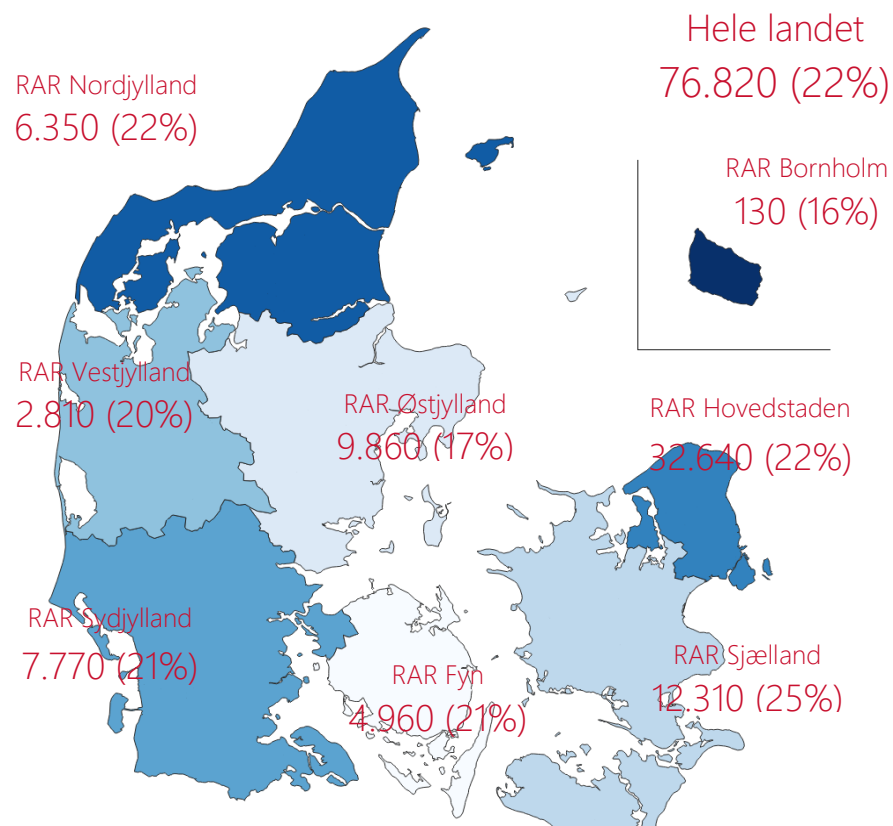 Hele landet
76.820 (22%)
RAR Nordjylland
6.350 (22%)
RAR Bornholm
130 (16%)
RAR Vestjylland
2.810 (20%)
RAR Østjylland
9.860 (17%)
RAR Hovedstaden
32.640 (22%)
RAR Sydjylland
7.770 (21%)
RAR Fyn
4.960 (21%)
RAR Sjælland
12.310 (25%)